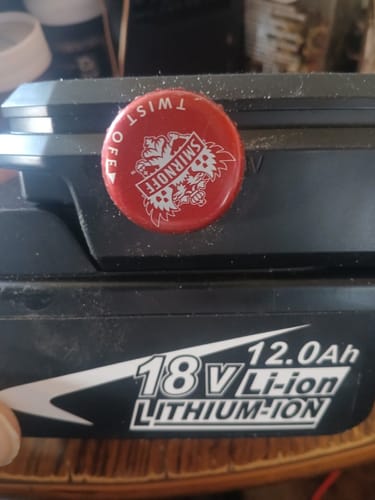 TWIST OFF
SMIRNOFF
V
18V
12.0Ah
Li-ion
LITHIUM-ION